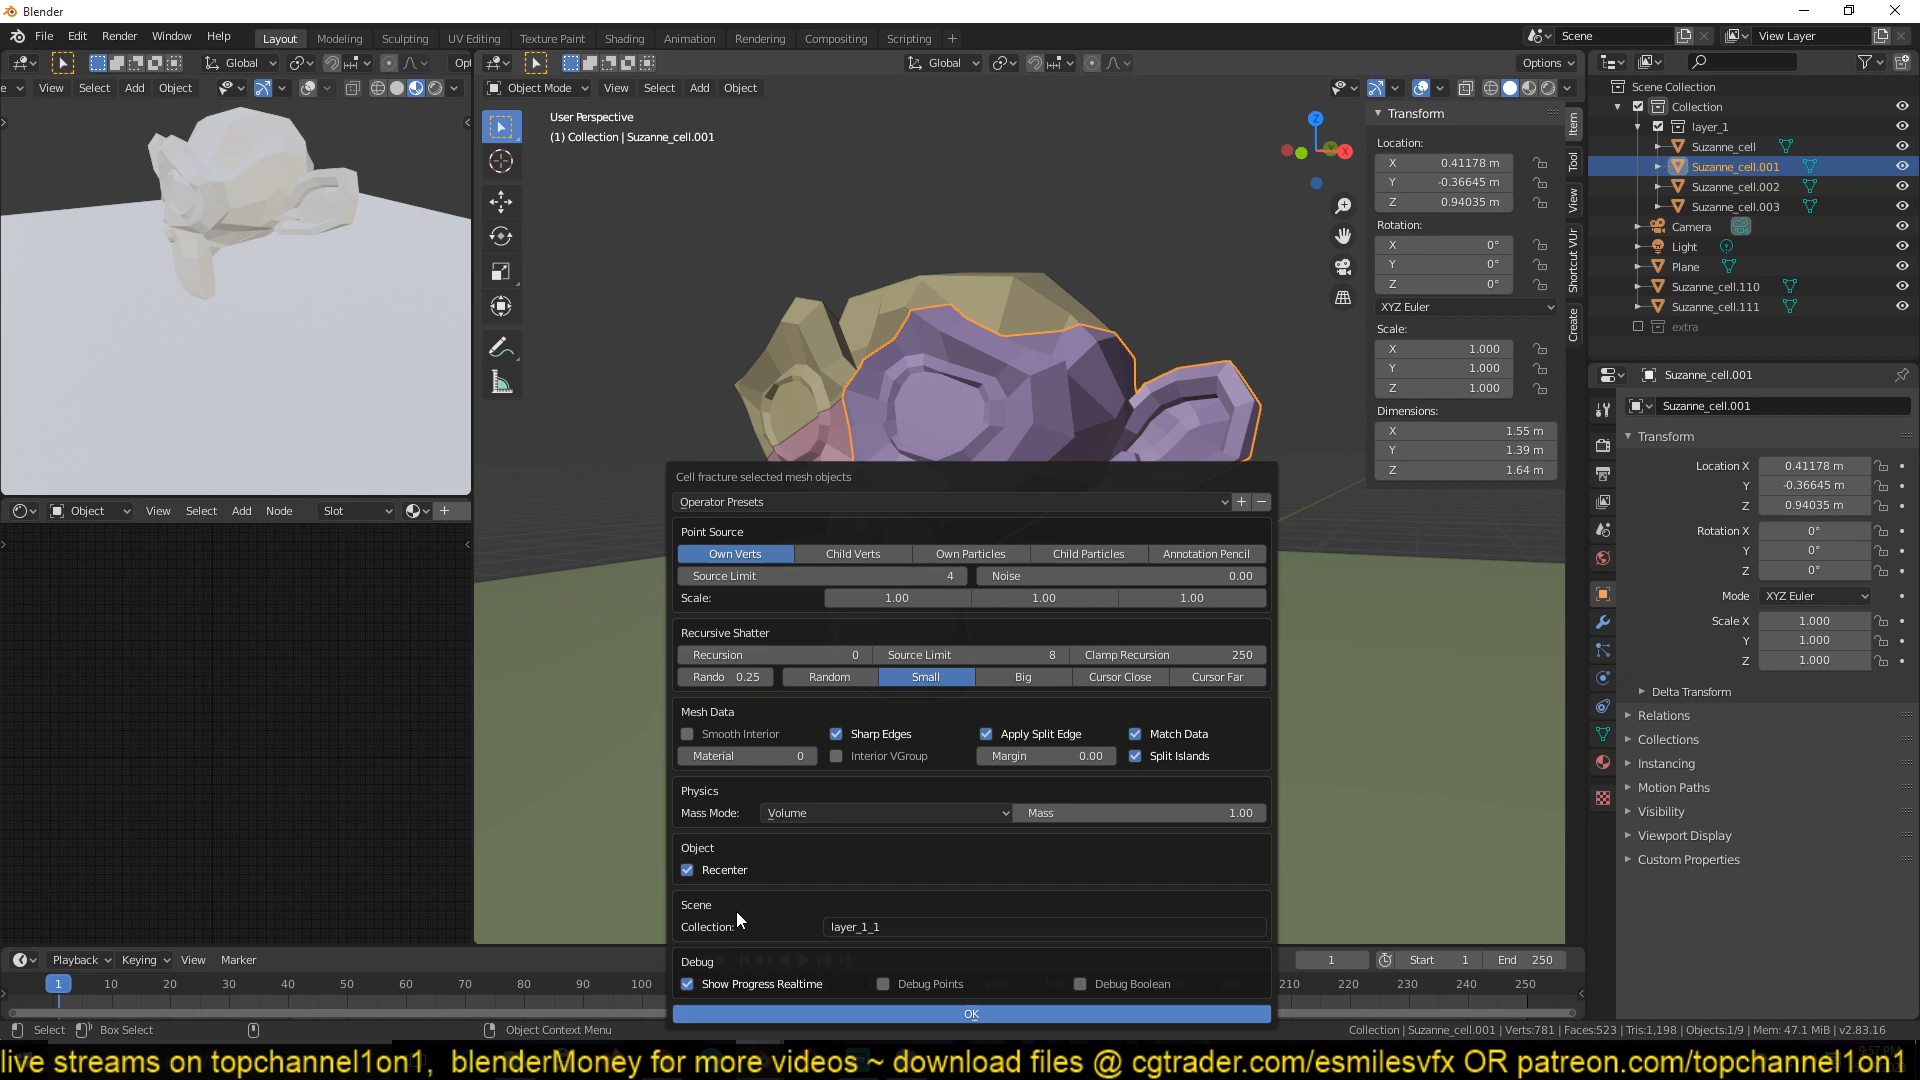 Blender
File Edit Render Window Help Layout Modeling Sculpting UV Editing Texture Paint Shading Animation Rendering Compositing Scripting + Scene View Layer
Global Opt Global Options
View Select Add Object Object Mode View Select Add Object
User Perspective
(1) Collection | Suzanne_cell.001
Z
X
Transform
Location:
X 0.41178 m
Y -0.36645 m
Z 0.94035 m
Rotation:
X 0°
Y 0°
Z 0°
XYZ Euler
Scale:
X 1.000
Y 1.000
Z 1.000
Dimensions:
X 1.55 m
Y 1.39 m
Z 1.64 m
Item
Tool
View
Shortcut VUr
Create
Scene Collection
Collection
layer_1
Suzanne_cell
Suzanne_cell.001
Suzanne_cell.002
Suzanne_cell.003
Camera
Light
Plane
Suzanne_cell.110
Suzanne_cell.111
extra
Suzanne_cell.001
Suzanne_cell.001
Transform
Location X 0.41178 m
Y -0.36645 m
Z 0.94035 m
Rotation X 0°
Y 0°
Z 0°
Mode XYZ Euler
Scale X 1.000
Y 1.000
Z 1.000
Delta Transform
Relations
Collections
Instancing
Motion Paths
Visibility
Viewport Display
Custom Properties
Object View Select Add Node Slot
Cell fracture selected mesh objects
Operator Presets
Point Source
Own Verts Child Verts Own Particles Child Particles Annotation Pencil
Source Limit 4 Noise 0.00
Scale: 1.00 1.00 1.00
Recursive Shatter
Recursion 0 Source Limit 8 Clamp Recursion 250
Rando 0.25 Random Small Big Cursor Close Cursor Far
Mesh Data
Smooth Interior Sharp Edges Apply Split Edge Match Data
Material 0 Interior VGroup Margin 0.00 Split Islands
Physics
Mass Mode: Volume Mass 1.00
Object
Recenter
Scene
Collection: layer_1_1
Debug
Show Progress Realtime Debug Points Debug Boolean
OK
Playback Keying View Marker 1 Start 1 End 250
1 10 20 30 40 50 60 70 80 90 100 210 220 230 240 250
Select Box Select Object Context Menu Collection | Suzanne_cell.001 | Verts:781 | Faces:523 | Tris:1,198 | Objects:1/9 | Mem: 47.1 MiB | v2.83.16
live streams on topchannel1on1, blenderMoney for more videos ~ download files @ cgtrader.com/esmilesvfx OR patreon.com/topchannel1on1